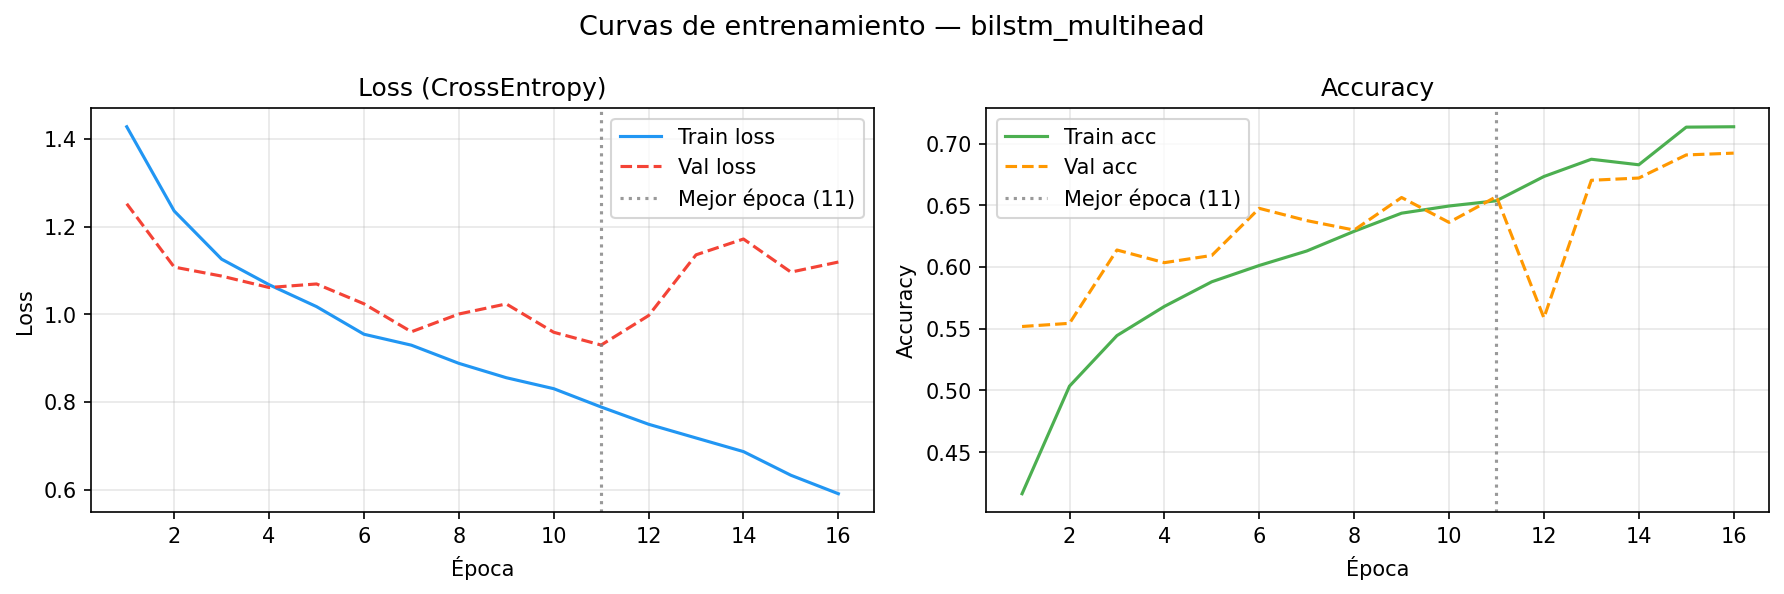 Curvas de entrenamiento — bilstm_multihead
Loss (CrossEntropy)
1.4
1.2
1.0
0.8
0.6
Loss
2 4 6 8 10 12 14 16
Época
Train loss
Val loss
Mejor época (11)
Accuracy
0.70
0.65
0.60
0.55
0.50
0.45
Accuracy
2 4 6 8 10 12 14 16
Época
Train acc
Val acc
Mejor época (11)